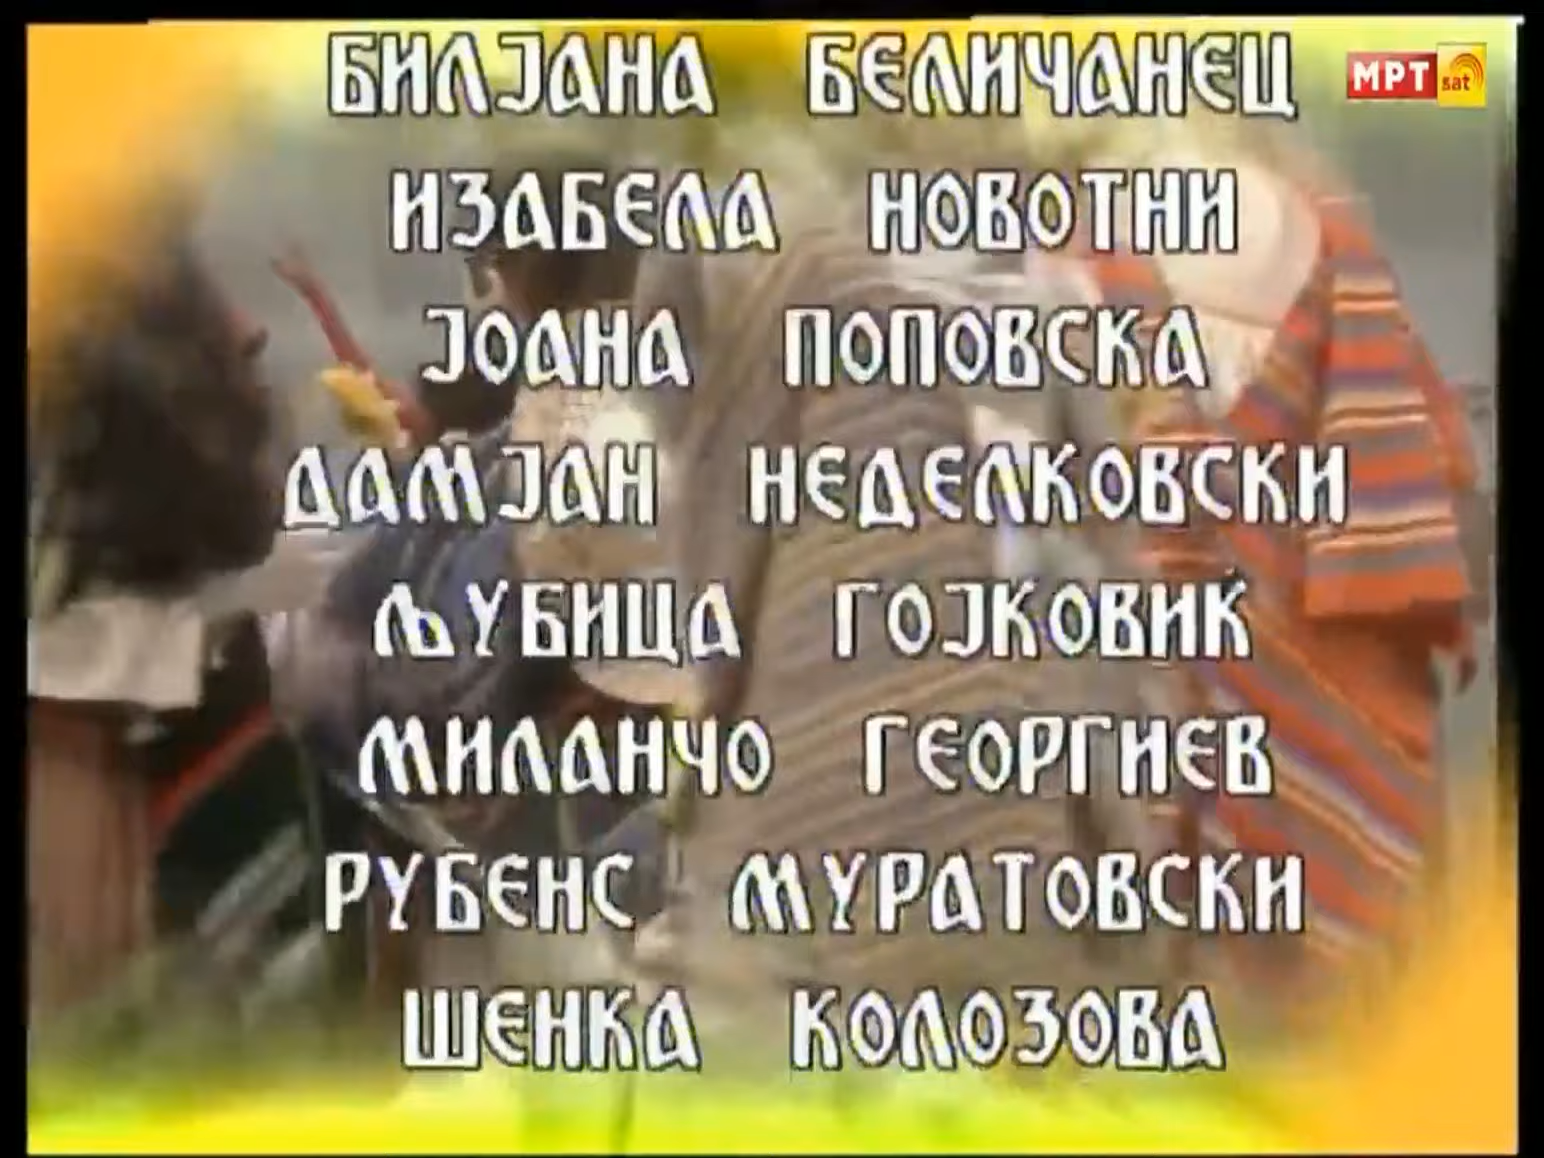 БИЛЈАНА БЕЛИЧАНЕЦ
МРТ sat
ИЗАБЕЛА НОВОТНИ
ЈОАНА ПОПОВСКА
ДАМЈАН НЕДЕЛКОВСКИ
ЉУБИЦА ГОЈКОВИЌ
МИЛАНЧО ГЕОРГИЕВ
РУБЕНС МУРАТОВСКИ
ШЕНКА КОЛОЗОВА